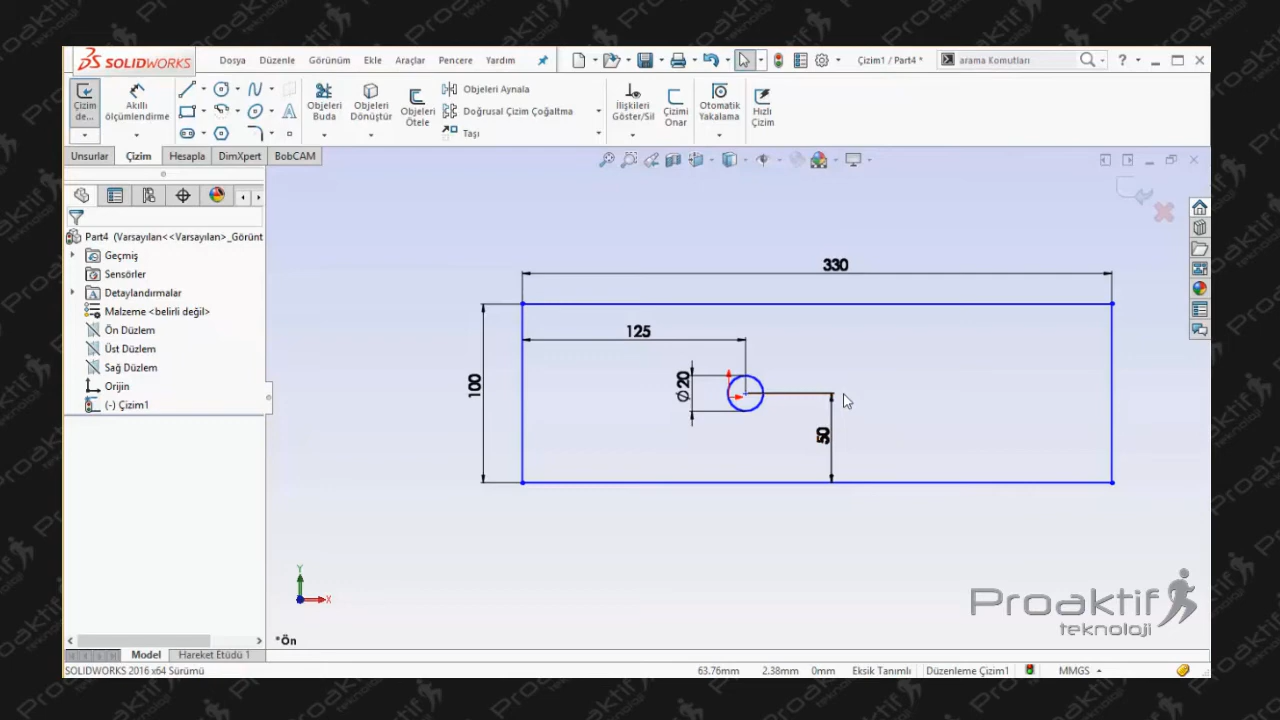 SOLIDWORKS
Dosya Düzenle Görünüm Ekle Araçlar Pencere Yardım
Çizim1 / Part4 *
arama Komutları
Çizim de...
Akıllı ölçümlendirme
Objeleri Buda
Objeleri Dönüştür
Objeleri Ötele
Objeleri Aynala
Doğrusal Çizim Çoğaltma
Taşı
İlişkileri Göster/Sil
Çizimi Onar
Otomatik Yakalama
Hızlı Çizim
Unsurlar Çizim Hesapla DimXpert BobCAM
Part4 (Varsayılan<<Varsayılan>_Görünt
Geçmiş
Sensörler
Detaylandırmalar
Malzeme <belirli değil>
Ön Düzlem
Üst Düzlem
Sağ Düzlem
Orijin
(-) Çizim1
330
125
100
Ø20
50
Y
X
*Ön
Proaktif
teknoloji
Model Hareket Etüdü 1
SOLIDWORKS 2016 x64 Sürümü
63.76mm 2.38mm 0mm Eksik Tanımlı Düzenleme Çizim1 MMGS